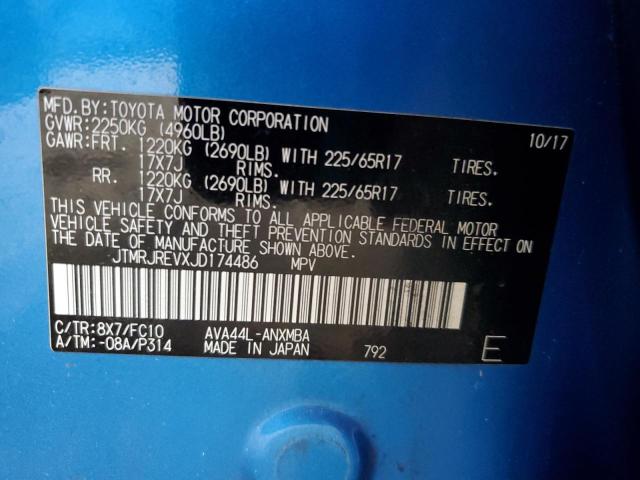 MFD.BY:TOYOTA MOTOR CORPORATION 10/17
GVWR:2250KG (4960LB)
GAWR:FRT. 1220KG (2690LB) WITH 225/65R17 TIRES.
17X7J RIMS.
RR. 1220KG (2690LB) WITH 225/65R17 TIRES.
17X7J RIMS.
THIS VEHICLE CONFORMS TO ALL APPLICABLE FEDERAL MOTOR
VEHICLE SAFETY AND THEFT PREVENTION STANDARDS IN EFFECT ON
THE DATE OF MANUFACTURE SHOWN ABOVE.
JTMRJREVXJD174486 MPV
C/TR:8X7/FC10 AVA44L-ANXMBA
A/TM:-08A/P314 MADE IN JAPAN 792 E